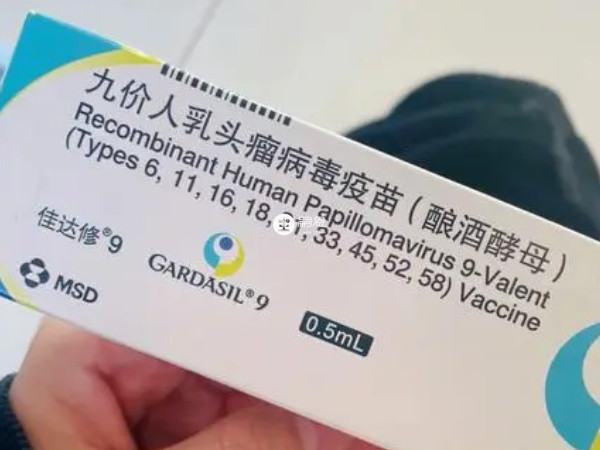 九价人乳头瘤病毒疫苗（酿酒酵母）
Recombinant Human Papillomavirus 9-Valent
(Types 6, 11, 16, 18, 33, 45, 52, 58) Vaccine
佳达修®9
GARDASIL®9
MSD
0.5mL